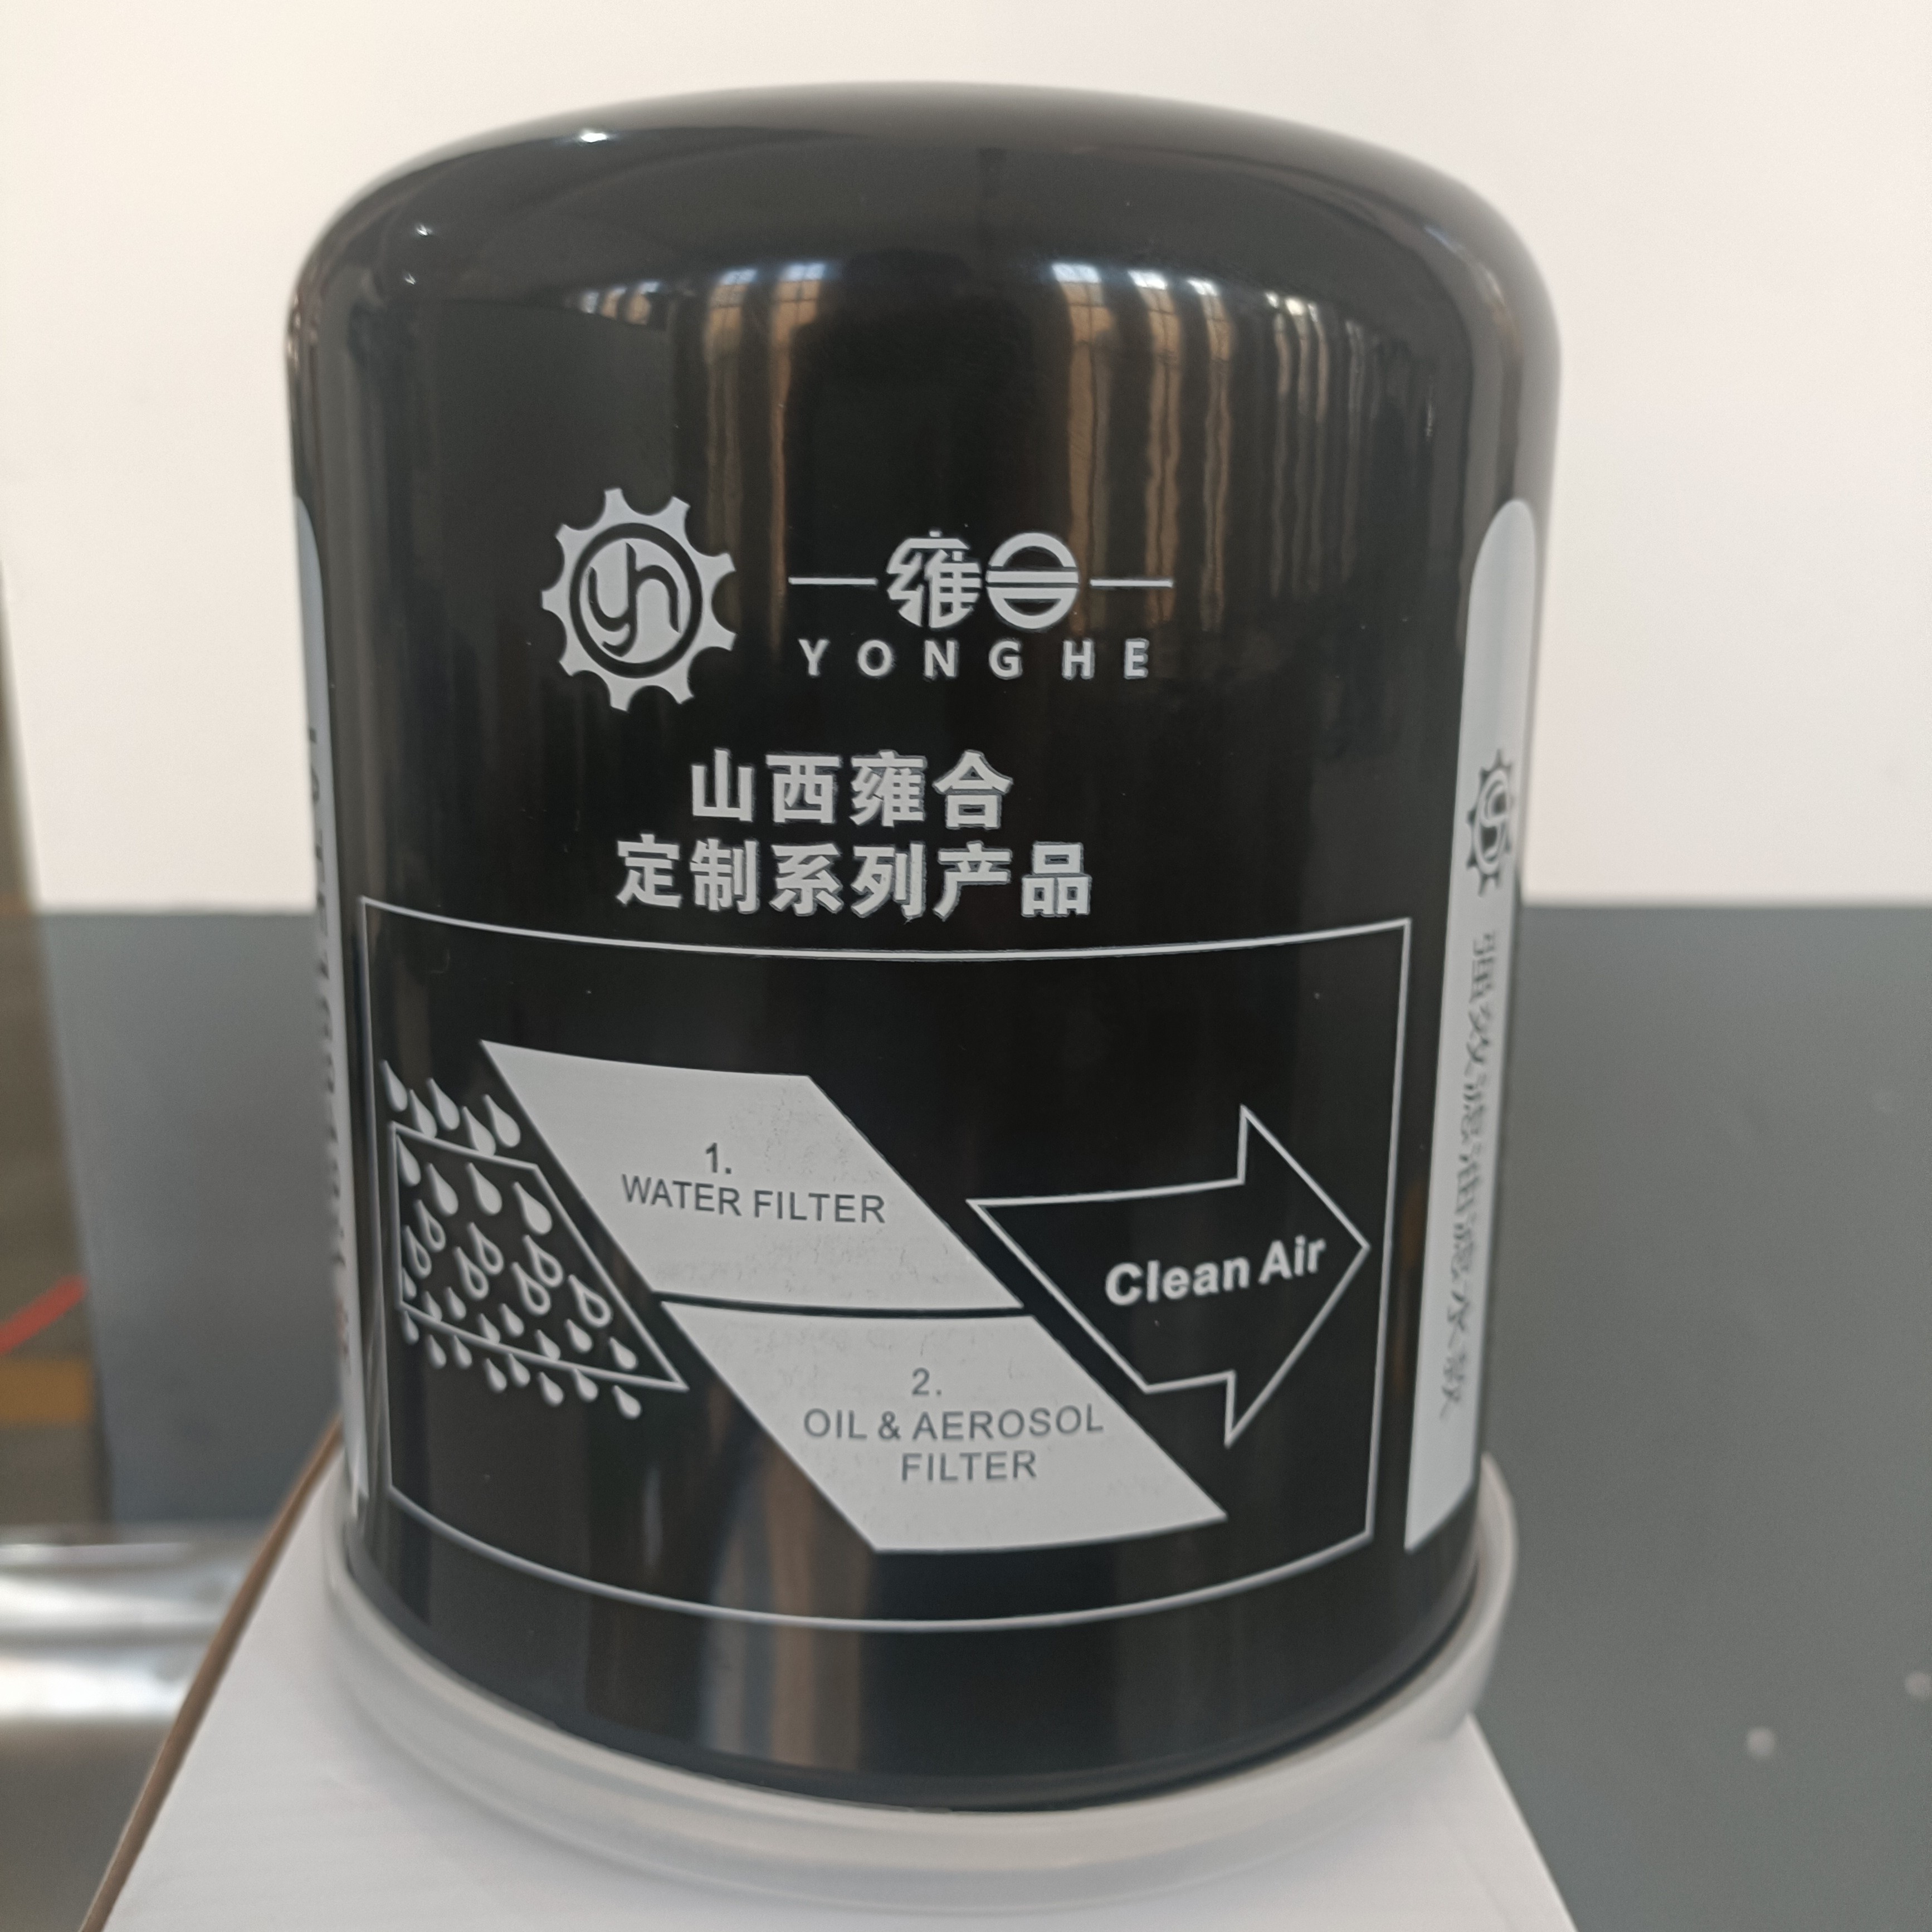 yh
雍合
YONGHE
山西雍合
定制系列产品
1.
WATER FILTER
2.
OIL & AEROSOL
FILTER
Clean Air